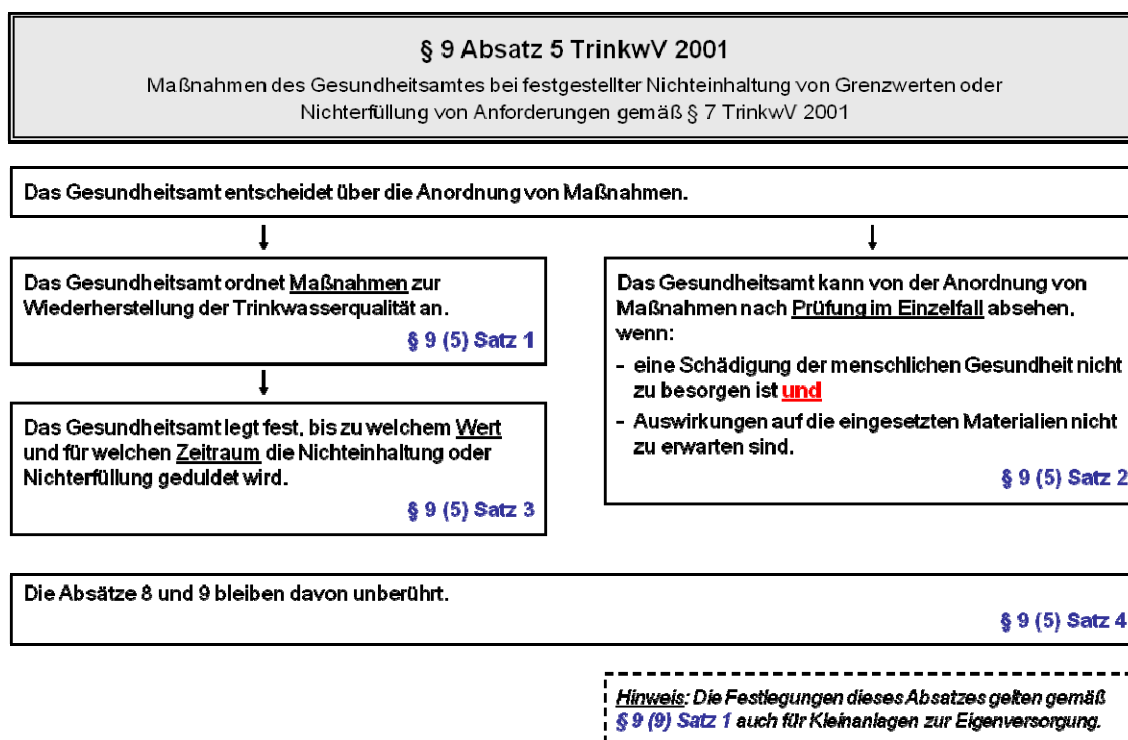 § 9 Absatz 5 TrinkwV 2001
Maßnahmen des Gesundheitsamtes bei festgestellter Nichteinhaltung von Grenzwerten oder
Nichterfüllung von Anforderungen gemäß § 7 TrinkwV 2001
Das Gesundheitsamt entscheidet über die Anordnung von Maßnahmen.
Das Gesundheitsamt ordnet Maßnahmen zur
Wiederherstellung der Trinkwasserqualität an.
§ 9 (5) Satz 1
Das Gesundheitsamt legt fest, bis zu welchem Wert
und für welchen Zeitraum die Nichteinhaltung oder
Nichterfüllung geduldet wird.
§ 9 (5) Satz 3
Das Gesundheitsamt kann von der Anordnung von
Maßnahmen nach Prüfung im Einzelfall absehen,
wenn:
- eine Schädigung der menschlichen Gesundheit nicht
zu besorgen ist und
- Auswirkungen auf die eingesetzten Materialien nicht
zu erwarten sind.
§ 9 (5) Satz 2
Die Absätze 8 und 9 bleiben davon unberührt.
§ 9 (5) Satz 4
Hinweis: Die Festlegungen dieses Absatzes gelten gemäß
§ 9 (9) Satz 1 auch für Kleinanlagen zur Eigenversorgung.